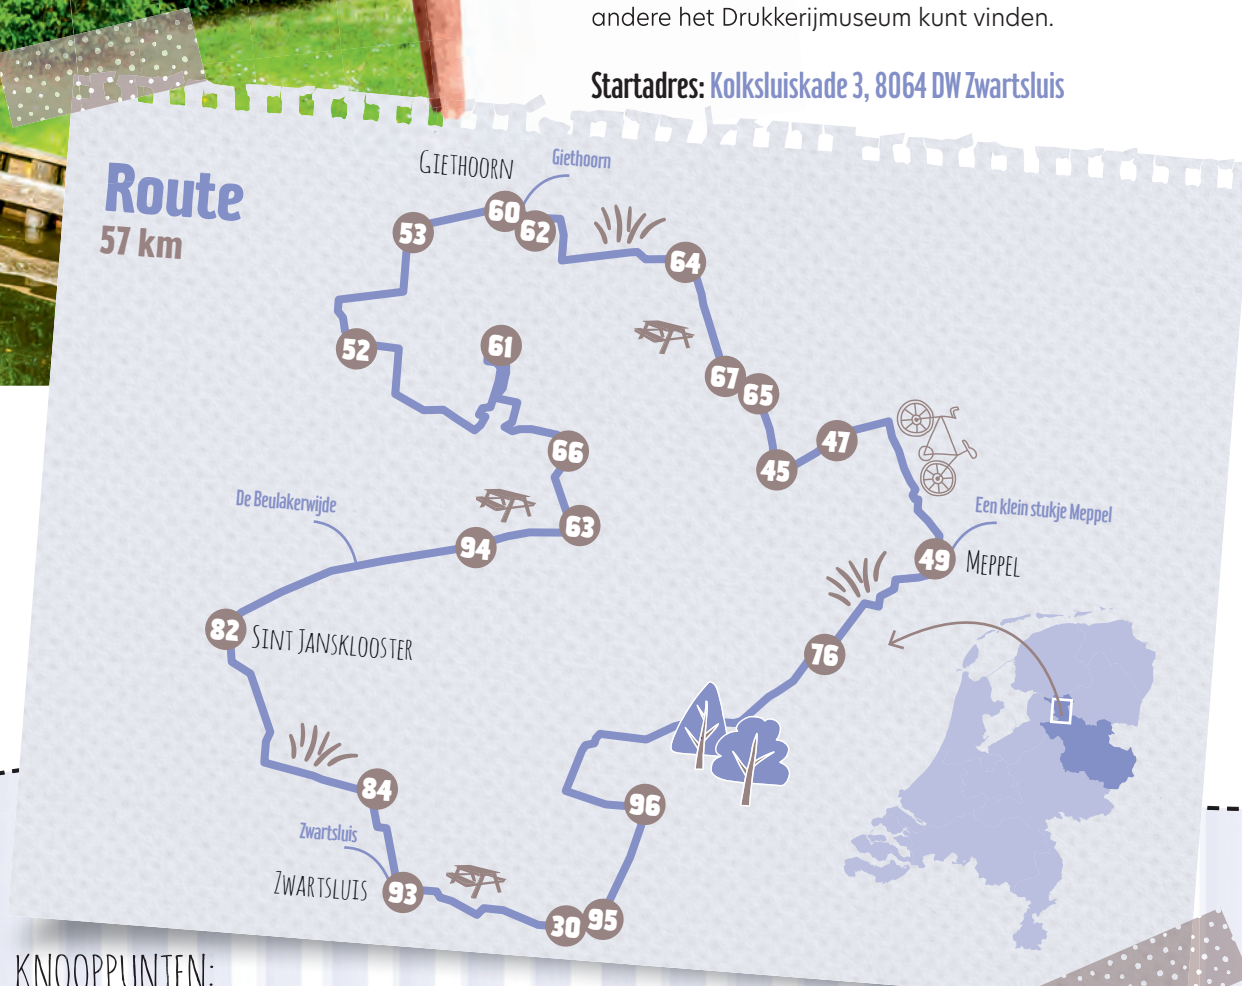 andere het Drukkerijmuseum kunt vinden.
Startadres: Kolksluiskade 3, 8064 DW Zwartsluis
Route
57 km
GIETHOORN
Giethoorn
60
62
53
64
52
61
67
65
66
47
45
De Beulakerwijde
63
94
Een klein stukje Meppel
49
MEPPEL
82
SINT JANSKLOOSTER
76
84
96
Zwartsluis
ZWARTSLUIS
93
30
95
KNOOPPUNTEN: